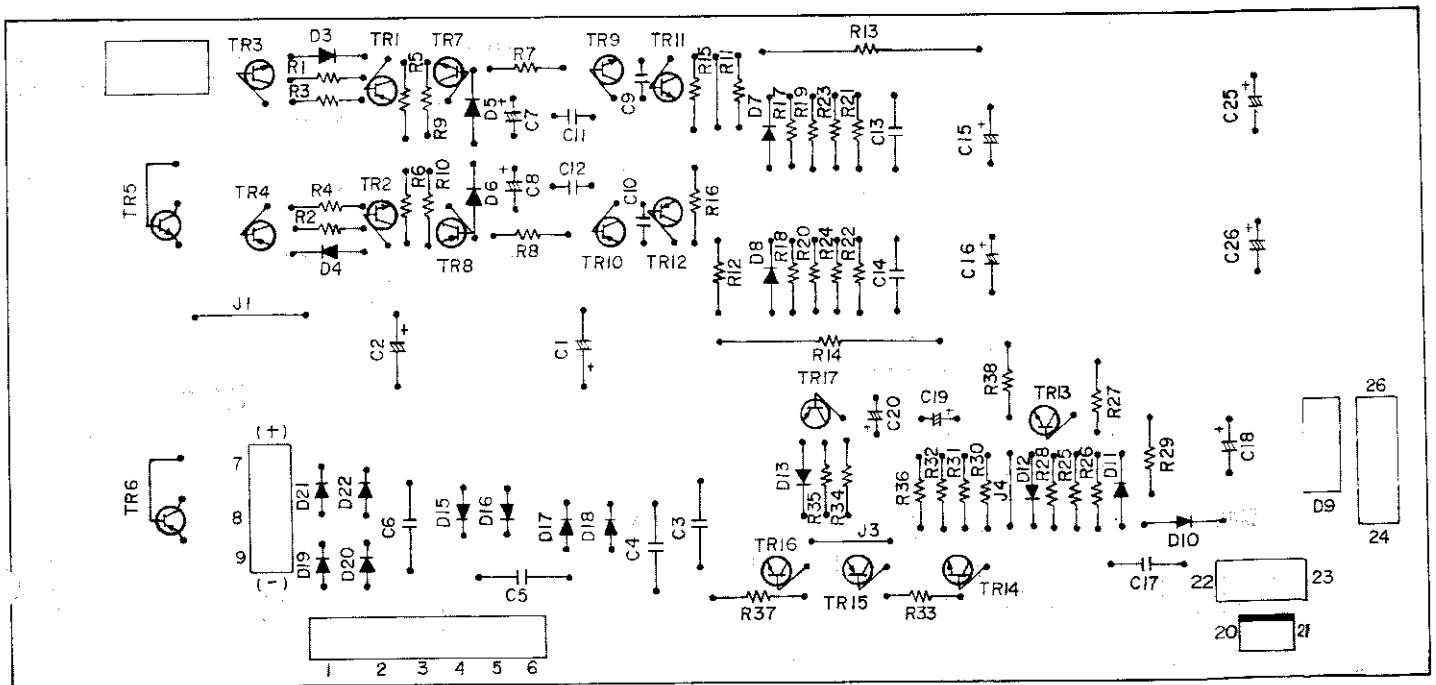 R13
TR3
D3
TR1
TR7
R7
TR9
TR11
R15
R11
R1
R3
R5
R9
D5
+
C7
C11
C9
D7
R17
R19
R23
R21
C13
C15
+
C25
+
TR5
TR4
R4
R2
D4
TR2
R6
R10
TR8
D6
+
C8
C12
R8
C10
TR10
TR12
R16
R12
D8
R18
R20
R24
R22
C14
C16
+
C26
+
J1
C2
+
C1
+
R14
R38
TR17
C20
+
C19
+
TR13
R27
26
(+)
7
8
9
(-)
TR6
D21
D22
D19
D20
C6
D15
D16
D17
D18
C5
C4
C3
D13
R35
R34
R36
R32
R31
R30
J4
D12
R28
R25
R26
D11
R29
C18
+
D9
24
J3
D10
TR16
TR15
TR14
R37
R33
C17
22
23
20
21
1
2
3
4
5
6